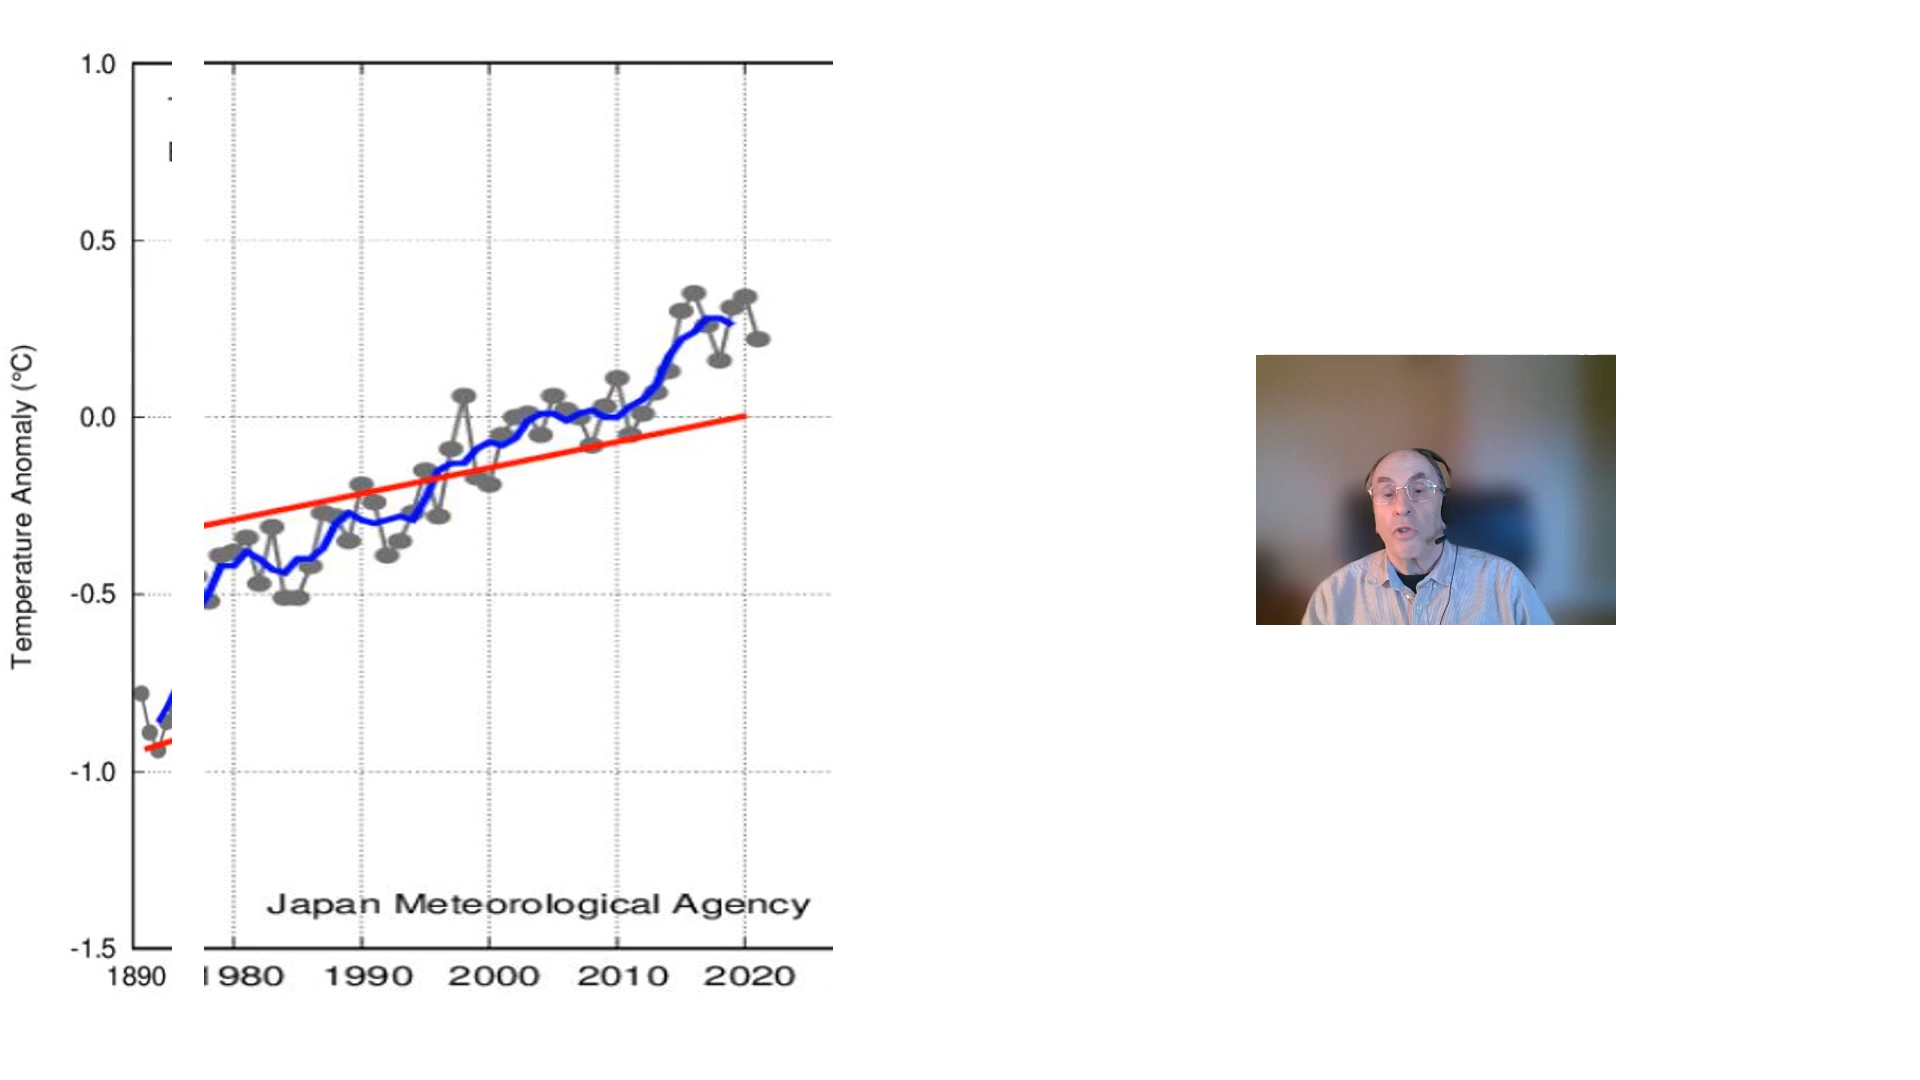 1.0
0.5
0.0
-0.5
-1.0
-1.5
Temperature Anomaly (°C)
Japan Meteorological Agency
1890 1980 1990 2000 2010 2020